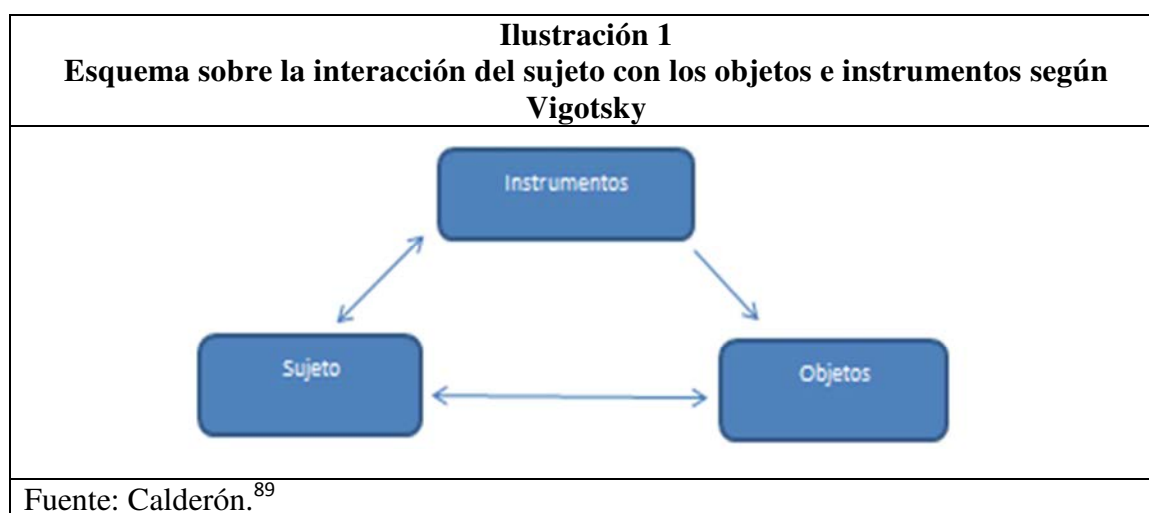 Ilustración 1
Esquema sobre la interacción del sujeto con los objetos e instrumentos según
Vigotsky
Instrumentos
Sujeto
Objetos
Fuente: Calderón.89